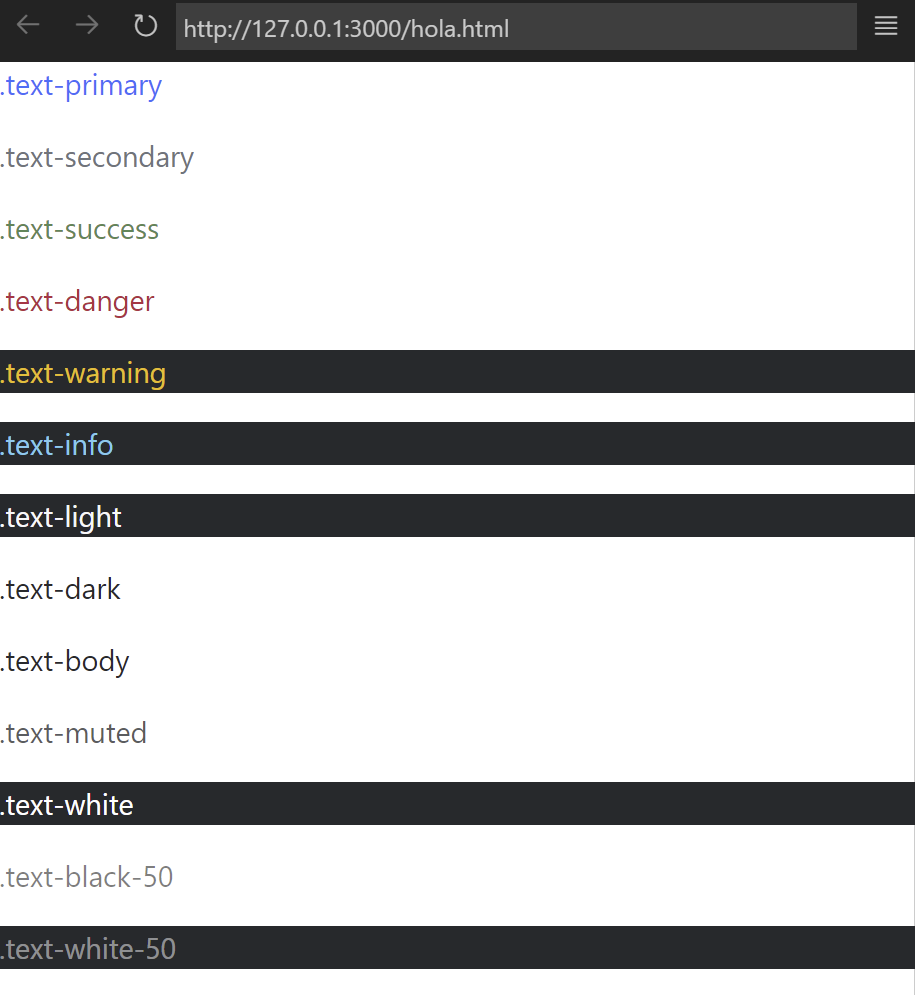 http://127.0.0.1:3000/hola.html
.text-primary
.text-secondary
.text-success
.text-danger
.text-warning
.text-info
.text-light
.text-dark
.text-body
.text-muted
.text-white
.text-black-50
.text-white-50